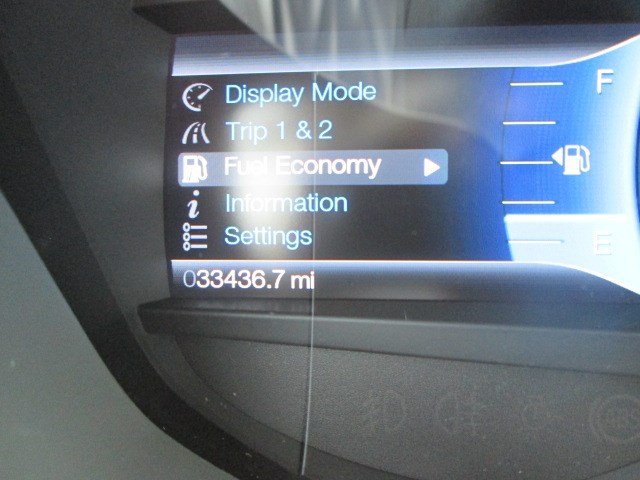 Display Mode
F
Trip 1 & 2
Fuel Economy
Information
Settings
E
033436.7 mi